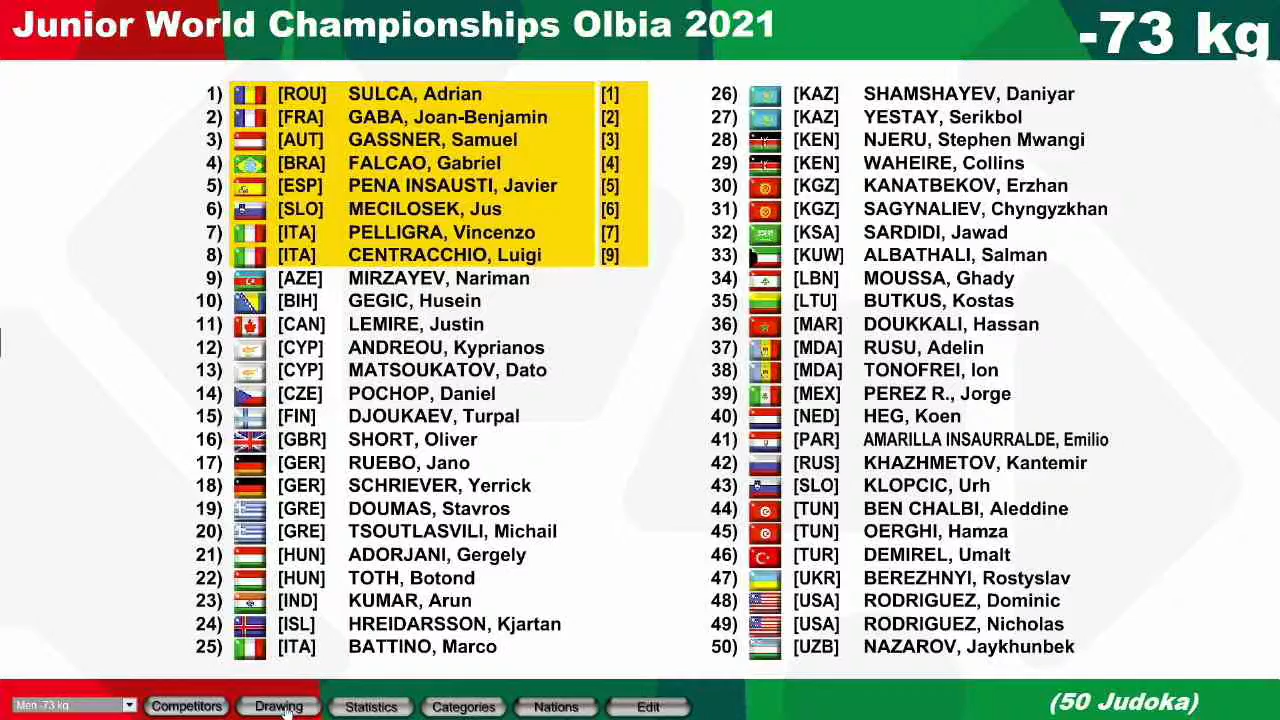 Junior World Championships Olbia 2021
-73 kg
1) [ROU] SULCA, Adrian [1]
2) [FRA] GABA, Joan-Benjamin [2]
3) [AUT] GASSNER, Samuel [3]
4) [BRA] FALCAO, Gabriel [4]
5) [ESP] PENA INSAUSTI, Javier [5]
6) [SLO] MECILOSEK, Jus [6]
7) [ITA] PELLIGRA, Vincenzo [7]
8) [ITA] CENTRACCHIO, Luigi [9]
9) [AZE] MIRZAYEV, Nariman
10) [BIH] GEGIC, Husein
11) [CAN] LEMIRE, Justin
12) [CYP] ANDREOU, Kyprianos
13) [CYP] MATSOUKATOV, Dato
14) [CZE] POCHOP, Daniel
15) [FIN] DJOUKAEV, Turpal
16) [GBR] SHORT, Oliver
17) [GER] RUEBO, Jano
18) [GER] SCHRIEVER, Yerrick
19) [GRE] DOUMAS, Stavros
20) [GRE] TSOUTLASVILI, Michail
21) [HUN] ADORJANI, Gergely
22) [HUN] TOTH, Botond
23) [IND] KUMAR, Arun
24) [ISL] HREIDARSSON, Kjartan
25) [ITA] BATTINO, Marco
26) [KAZ] SHAMSHAYEV, Daniyar
27) [KAZ] YESTAY, Serikbol
28) [KEN] NJERU, Stephen Mwangi
29) [KEN] WAHEIRE, Collins
30) [KGZ] KANATBEKOV, Erzhan
31) [KGZ] SAGYNALIEV, Chyngyzkhan
32) [KSA] SARDIDI, Jawad
33) [KUW] ALBATHALI, Salman
34) [LBN] MOUSSA, Ghady
35) [LTU] BUTKUS, Kostas
36) [MAR] DOUKKALI, Hassan
37) [MDA] RUSU, Adelin
38) [MDA] TONOFREI, Ion
39) [MEX] PEREZ R., Jorge
40) [NED] HEG, Koen
41) [PAR] AMARILLA INSAURRALDE, Emilio
42) [RUS] KHAZHMETOV, Kantemir
43) [SLO] KLOPCIC, Urh
44) [TUN] BEN CHALBI, Aleddine
45) [TUN] OERGHI, Hamza
46) [TUR] DEMIREL, Umalt
47) [UKR] BEREZHNYI, Rostyslav
48) [USA] RODRIGUEZ, Dominic
49) [USA] RODRIGUEZ, Nicholas
50) [UZB] NAZAROV, Jaykhunbek
Men -73 kg Competitors Drawing Statistics Categories Nations Edit (50 Judoka)